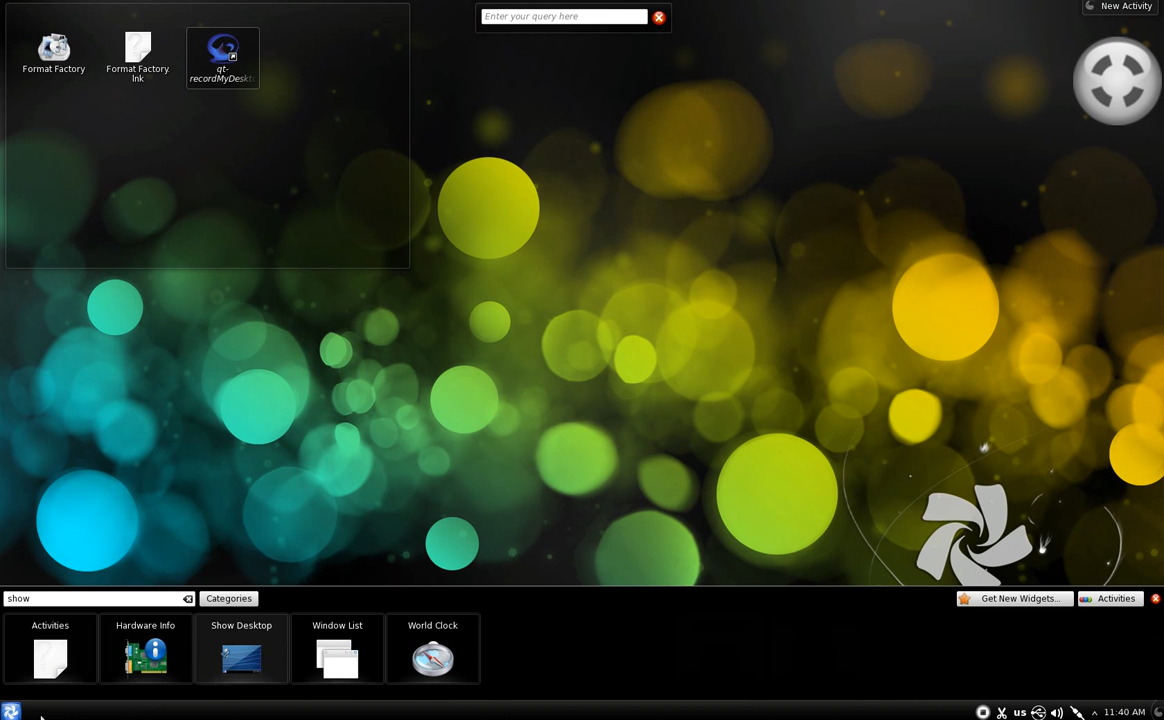 Enter your query here
New Activity
Format Factory
Format Factory.
lnk
qt-
recordMyDeskt
show
Categories
Get New Widgets...
Activities
Activities
Hardware Info
Show Desktop
Window List
World Clock
us
11:40 AM